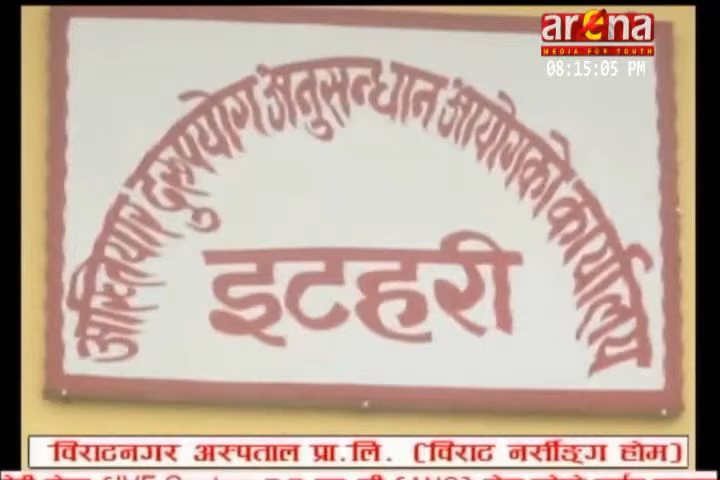 arena
MEDIA FOR YOUTH
08:15:05 PM
अख्तियार दुरुपयोग अनुसन्धान आयोगको कार्यालय
इटहरी
विराटनगर अस्पताल प्रा.लि. (विराट नर्सीङ्ग होम)